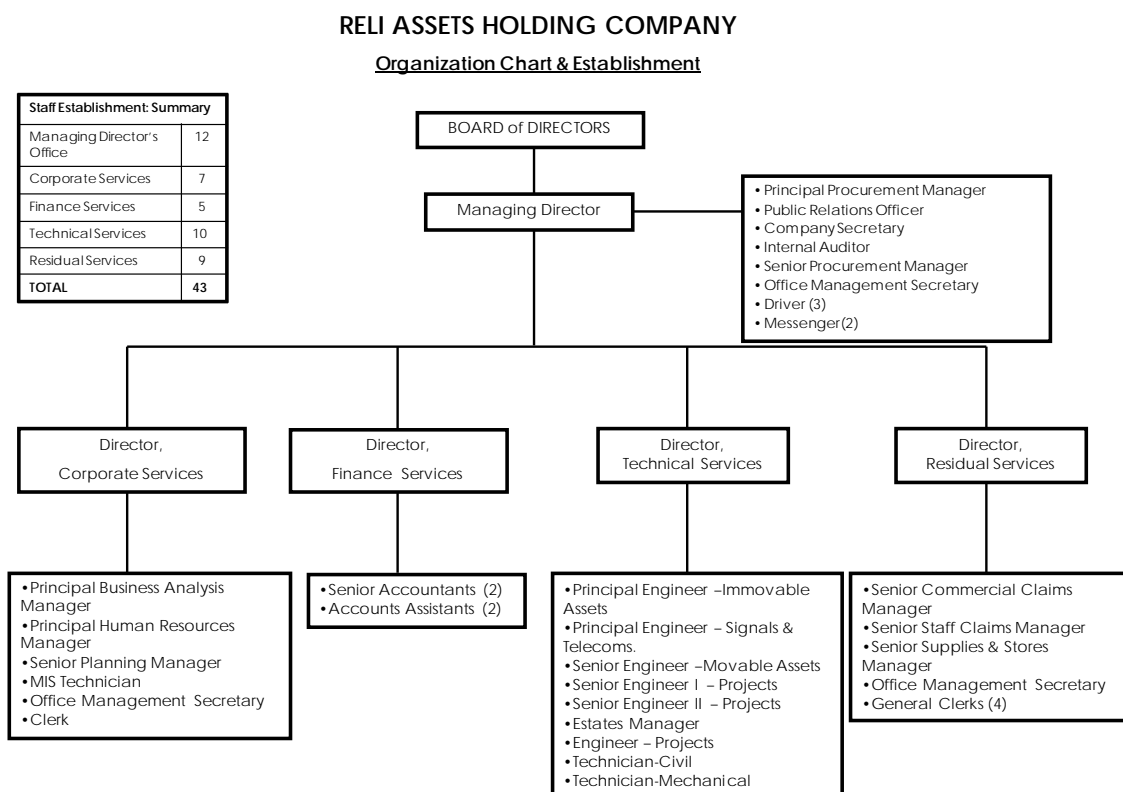 RELI ASSETS HOLDING COMPANY
Organization Chart & Establishment
Staff Establishment: Summary
Managing Director's
Office
12
Corporate Services 7
Finance Services 5
Technical Services 10
Residual Services 9
TOTAL 43
BOARD of DIRECTORS
Managing Director
•Principal Procurement Manager
•Public Relations Officer
•Company Secretary
•Internal Auditor
•Senior Procurement Manager
•Office Management Secretary
•Driver (3)
•Messenger(2)
Director,
Corporate Services
Director,
Finance Services
Director,
Technical Services
Director,
Residual Services
•Principal Business Analysis
Manager
•Principal Human Resources
Manager
•Senior Planning Manager
•MIS Technician
•Office Management Secretary
•Clerk
•Senior Accountants (2)
•Accounts Assistants (2)
•Principal Engineer –Immovable
Assets
•Principal Engineer – Signals &
Telecoms.
•Senior Engineer –Movable Assets
•Senior Engineer I – Projects
•Senior Engineer II – Projects
•Estates Manager
•Engineer – Projects
•Technician-Civil
•Technician-Mechanical
•Senior Commercial Claims
Manager
•Senior Staff Claims Manager
•Senior Supplies & Stores
Manager
•Office Management Secretary
•General Clerks (4)